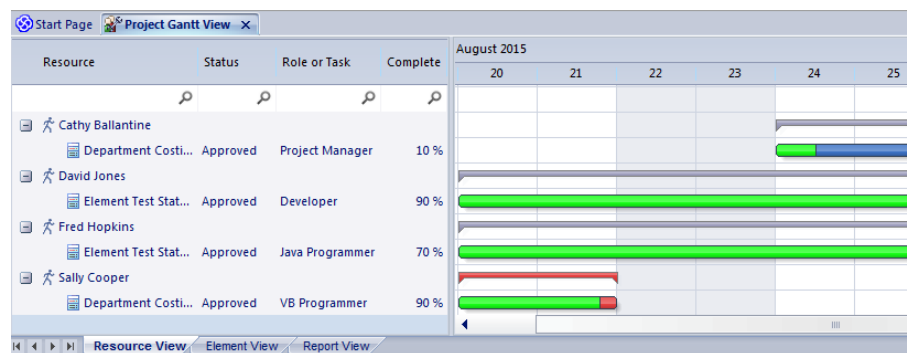 Start Page Project Gantt View x
August 2015
Resource Status Role or Task Complete
20 21 22 23 24 25
Cathy Ballantine
Department Costi... Approved Project Manager 10 %
David Jones
Element Test Stat... Approved Developer 90 %
Fred Hopkins
Element Test Stat... Approved Java Programmer 70 %
Sally Cooper
Department Costi... Approved VB Programmer 90 %
Resource View Element View Report View